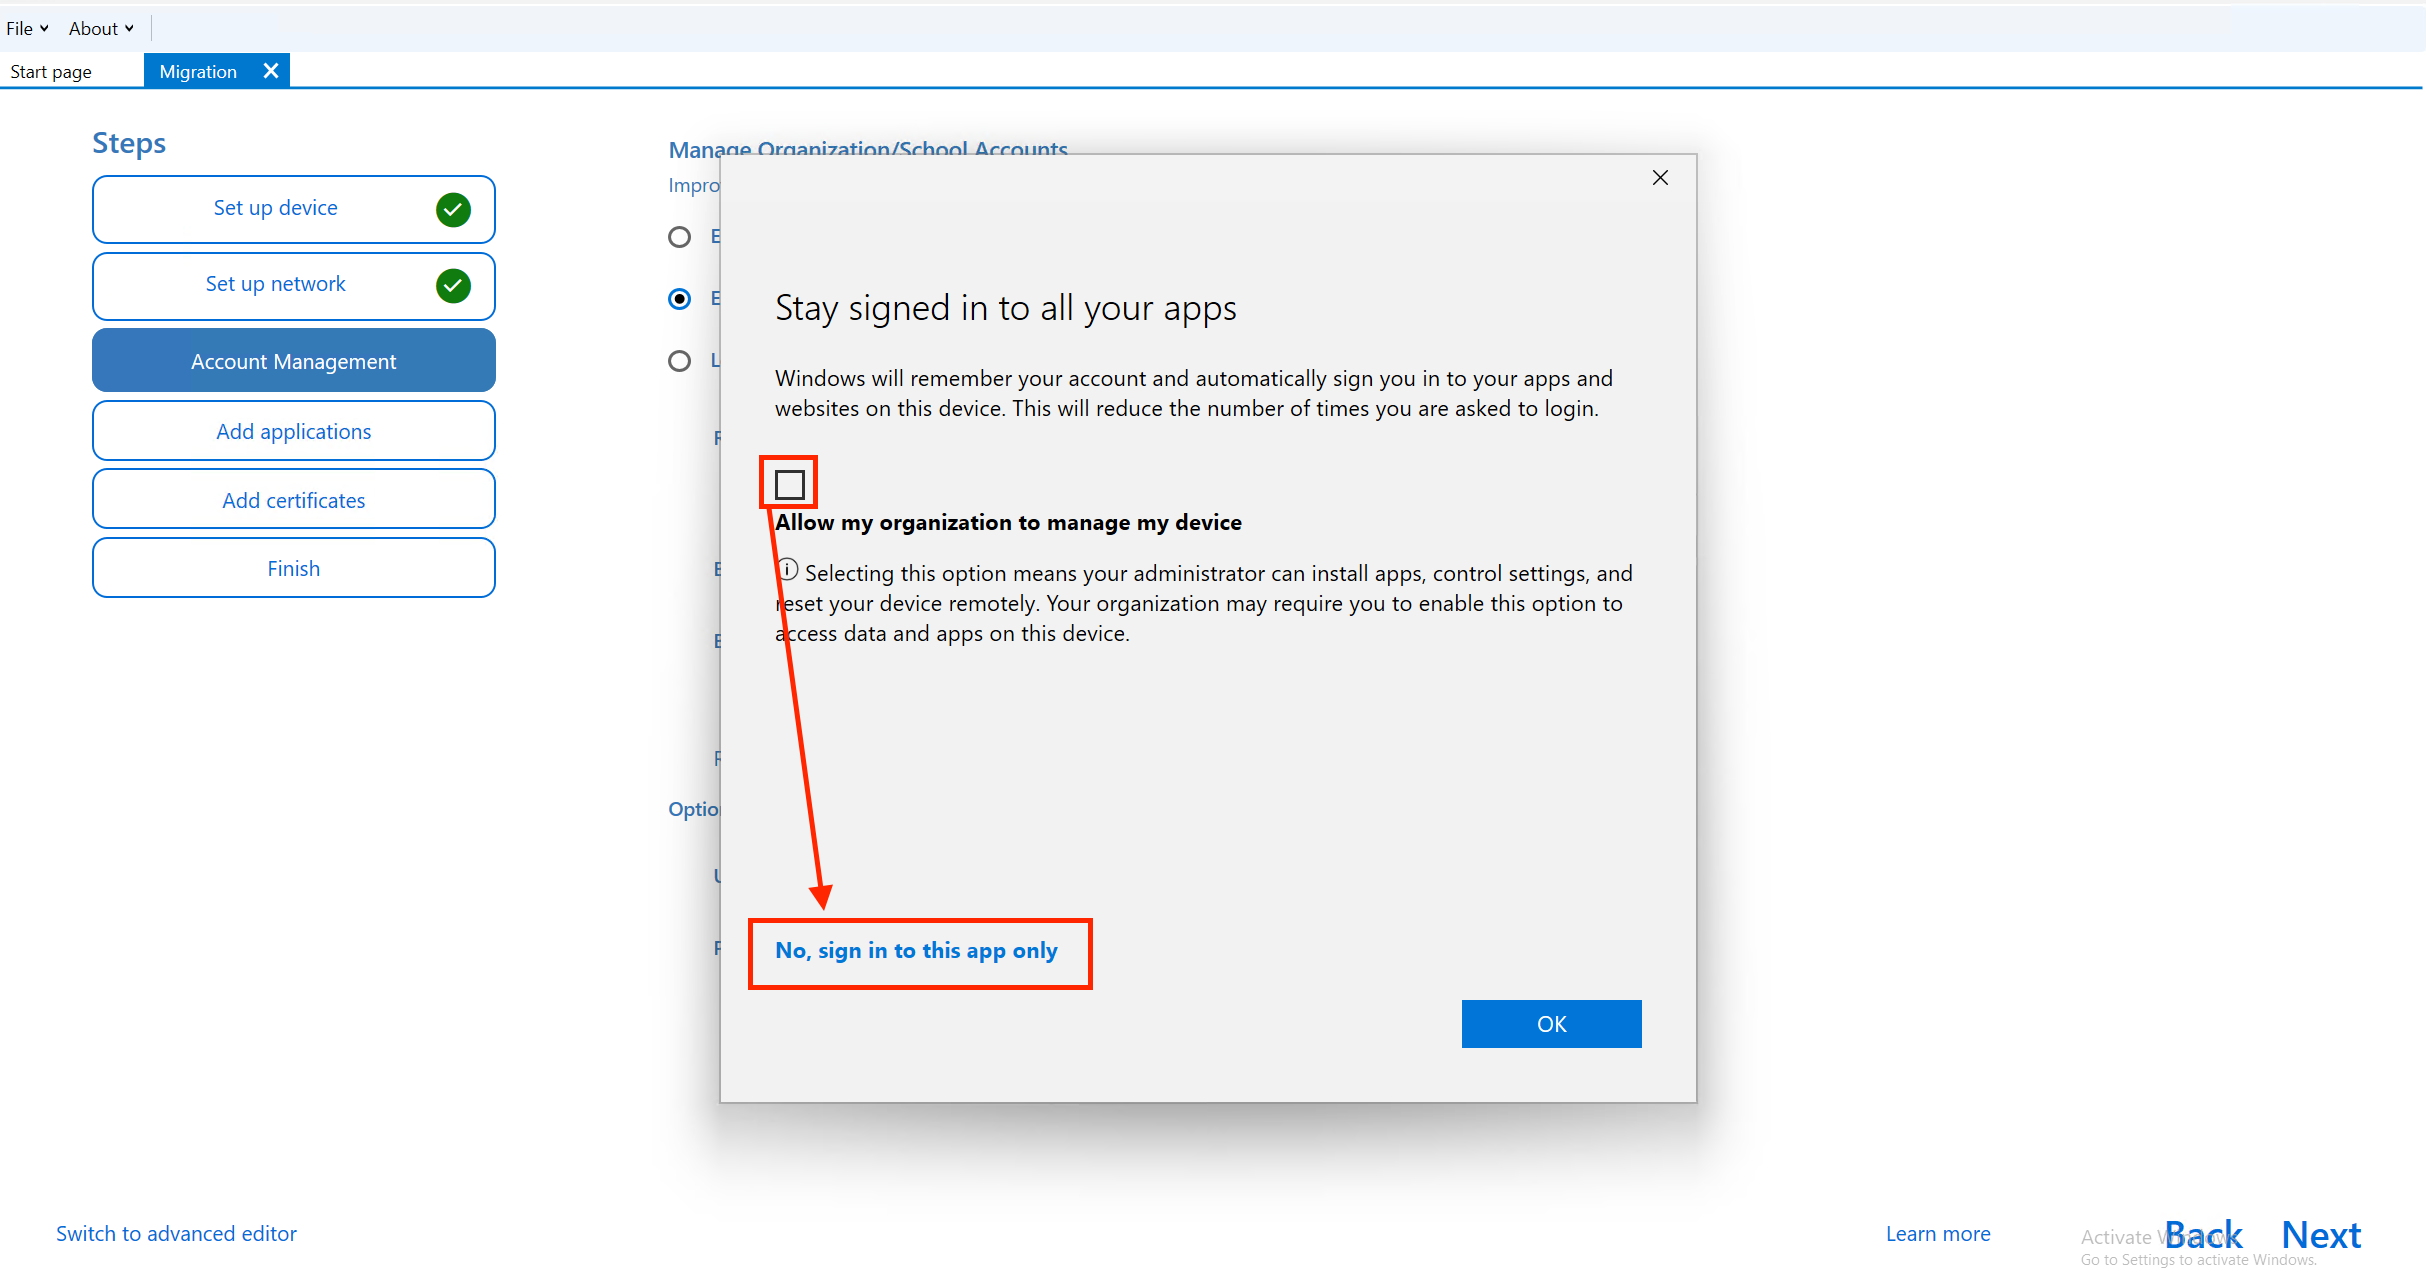 File About
Start page Migration
Steps
Set up device
Set up network
Account Management
Add applications
Add certificates
Finish
Manage Organization/School Accounts
Stay signed in to all your apps
Windows will remember your account and automatically sign you in to your apps and
websites on this device. This will reduce the number of times you are asked to login.
Allow my organization to manage my device
Selecting this option means your administrator can install apps, control settings, and
reset your device remotely. Your organization may require you to enable this option to
access data and apps on this device.
No, sign in to this app only
OK
Switch to advanced editor
Learn more
Back Next
Activate Windows
Go to Settings to activate Windows.